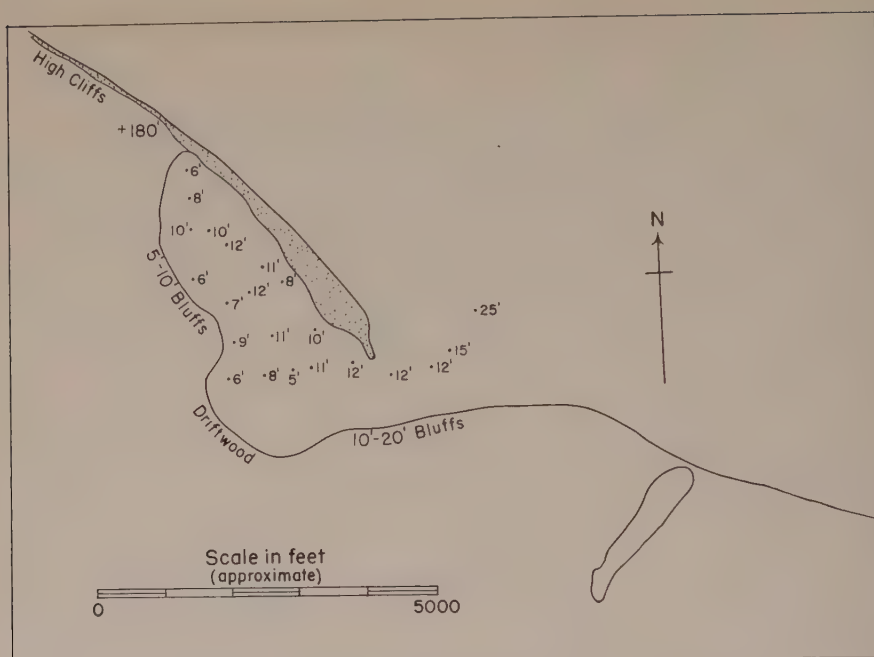 High Cliffs
+180'
6'
8'
10' 10'
12'
5'-10' Bluffs
11'
6' 8'
12'
7'
25'
N
10'
11'
9'
15'
12' 11' 12'
6' 8' 5' 12'
Driftwood
10'-20' Bluffs
Scale in feet
(approximate)
0 5000